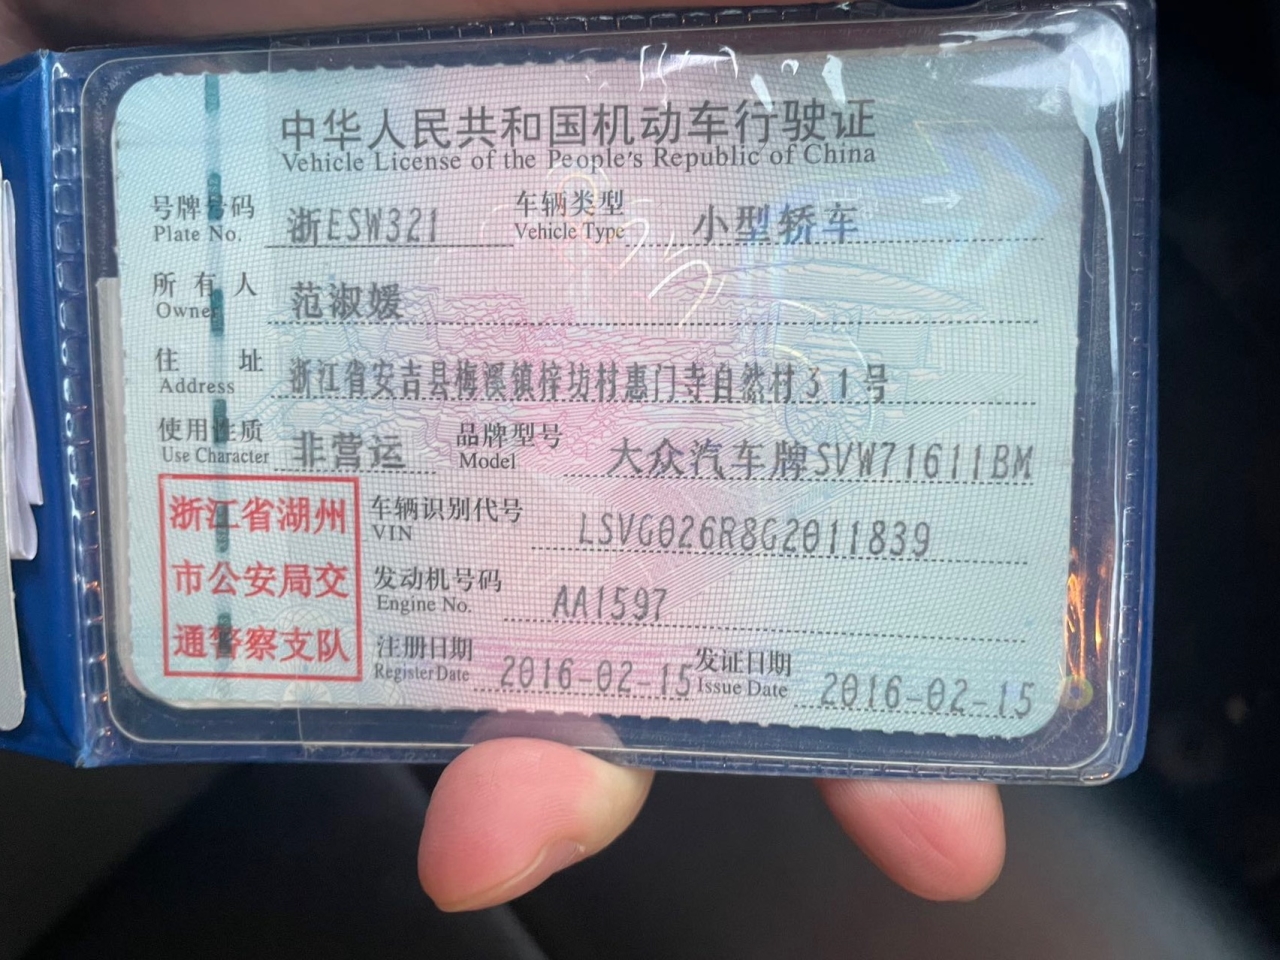 中华人民共和国机动车行驶证
Vehicle License of the People's Republic of China
号牌号码 浙ESW321 车辆类型 小型轿车
Plate No. Vehicle Type
所有人 范淑媛
Owner
住址 浙江省安吉县梅溪镇梓坊村惠门寺自然村31号
Address
使用性质 非营运 品牌型号 大众汽车牌SVW71611BM
Use Character Model
浙江省湖州
市公安局交
通警察支队
车辆识别代号 LSVG026R8G2011839
VIN
发动机号码 AA1597
Engine No.
注册日期 2016-02-15 发证日期 2016-02-15
Register Date Issue Date